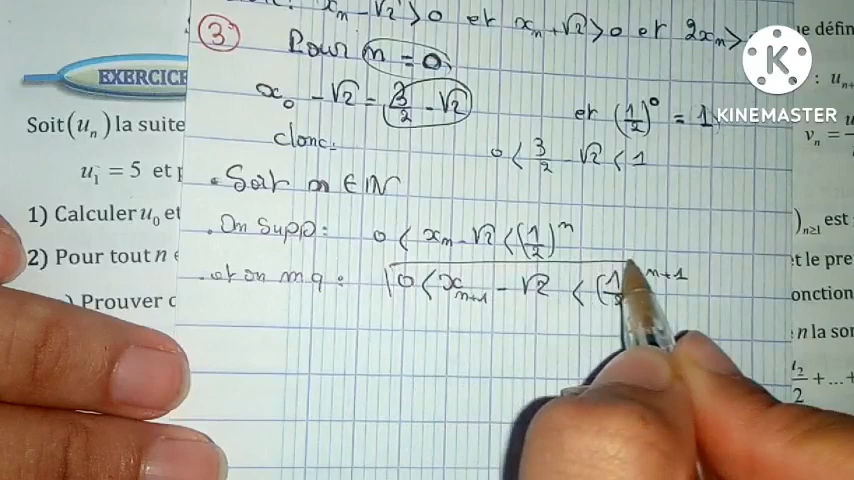 xₙ - √2 > 0 et xₙ + √2 > 0 et 2xₙ >
3
Pour n = 0
x₀ - √2 = 3/2 - √2 et (1/2)⁰ = 1
donc: 0 < 3/2 - √2 < 1
. Soit n ∈ IN
. On supp: 0 < xₙ - √2 < (1/2)ⁿ
. et on m q: 0 < xₙ₊₁ - √2 < (1/2)ⁿ⁺¹
EXERCICE
Soit (uₙ) la suite
u₁ = 5 et
1) Calculer u₀ et
2) Pour tout n
) Prouver
K
KINEMASTER
e défin
: uₙ₊
vₙ =
)ₙ≥₁ est
et le pre
onction
n la son
+ ... +